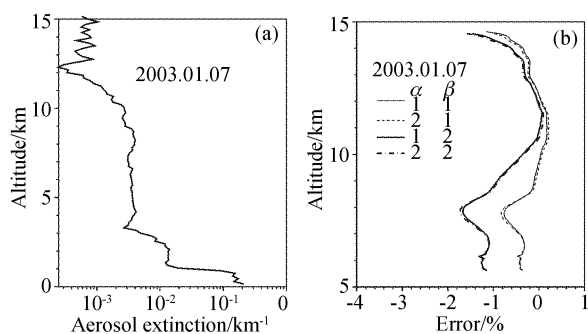 (a)
2003.01.07
15
10
5
0
Altitude/km
10-3 10-2 10-1 0
Aerosol extinction/km-1
(b)
2003.01.07
α β
1 1
2 1
1 2
2 2
15
10
5
Altitude/km
-4 -3 -2 -1 0 1
Error/%